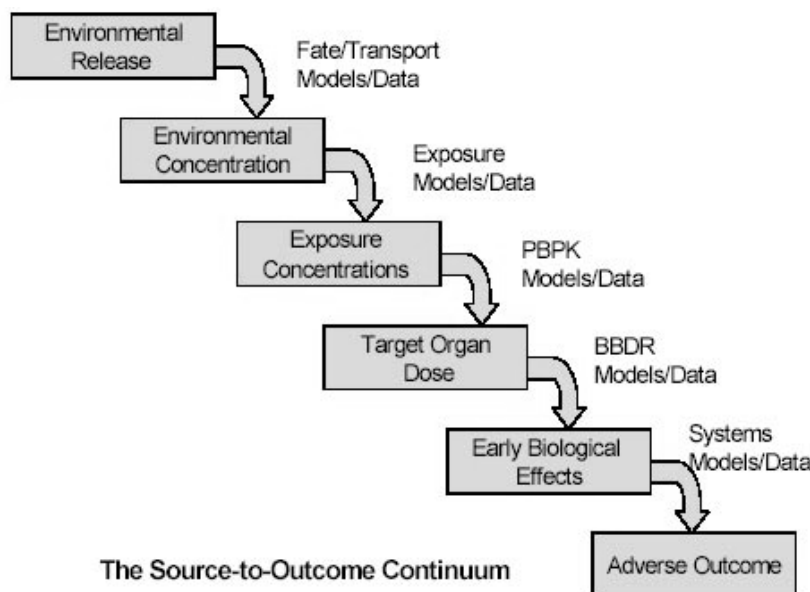 Environmental
Release
Fate/Transport
Models/Data
Environmental
Concentration
Exposure
Models/Data
Exposure
Concentrations
PBPK
Models/Data
Target Organ
Dose
BBDR
Models/Data
Early Biological
Effects
Systems
Models/Data
Adverse Outcome
The Source-to-Outcome Continuum